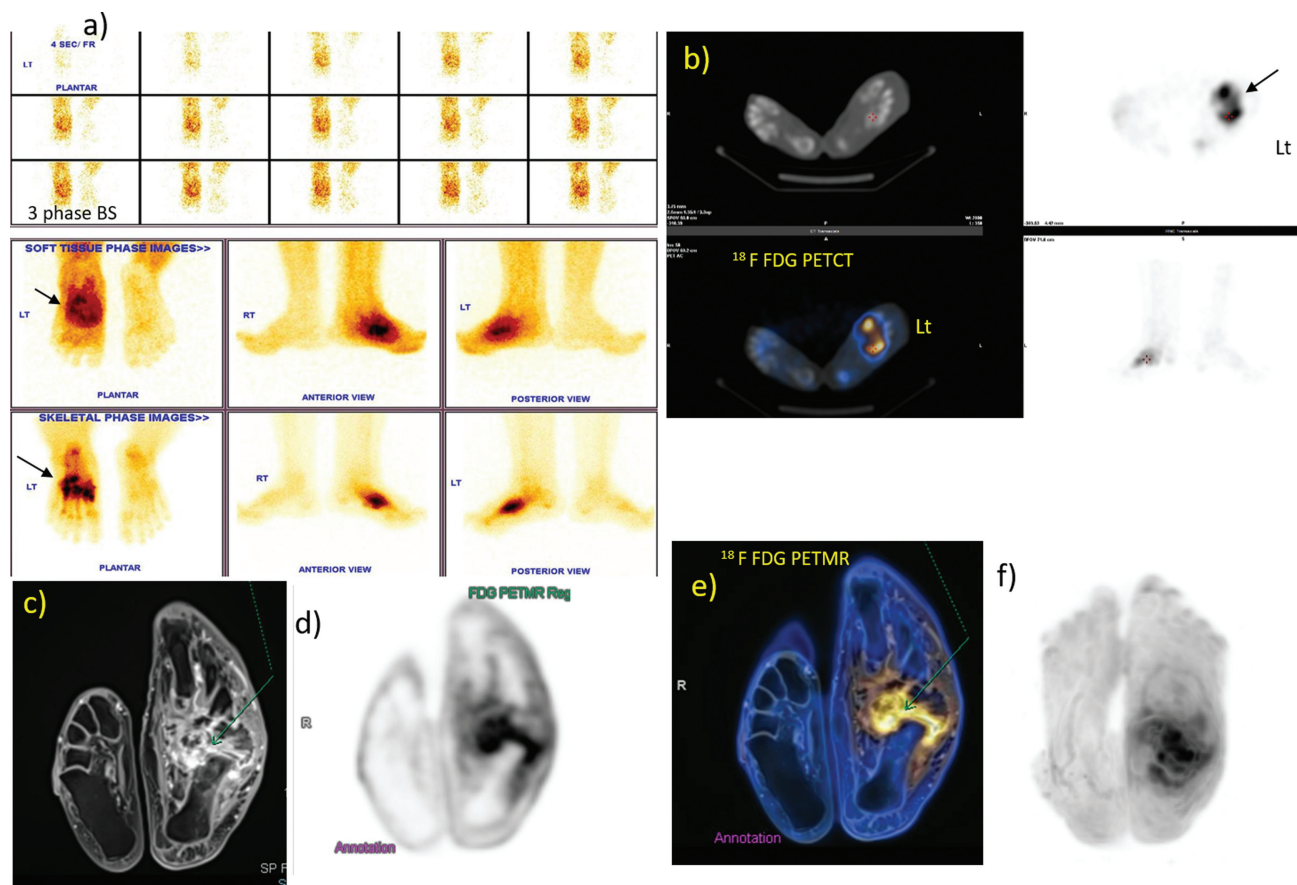 a)
4 SEC/ FR
LT
PLANTAR
3 phase BS
SOFT TISSUE PHASE IMAGES>>
LT
PLANTAR
RT
ANTERIOR VIEW
LT
POSTERIOR VIEW
SKELETAL PHASE IMAGES>>
LT
PLANTAR
RT
ANTERIOR VIEW
LT
POSTERIOR VIEW
b)
R
L
P
R
Lt
P
A
18 F FDG PETCT
R
L
Lt
S
R
L
c)
SP F
d)
FDG PETMR Reg
R
Annotation
18 F FDG PETMR
e)
R
Annotation
f)